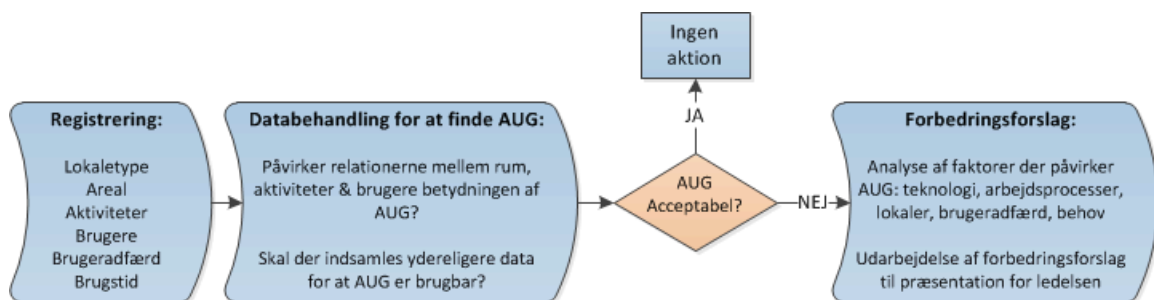 Registrering:
Lokaletype
Areal
Aktiviteter
Brugere
Brugeradfærd
Brugstid
Databehandling for at finde AUG:
Påvirker relationerne mellem rum,
aktiviteter & brugere betydningen af
AUG?
Skal der indsamles ydereligere data
for at AUG er brugbar?
AUG
Acceptabel?
JA
Ingen
aktion
NEJ
Forbedringsforslag:
Analyse af faktorer der påvirker
AUG: teknologi, arbejdsprocesser,
lokaler, brugeradfærd, behov
Udarbejdelse af forbedringsforslag
til præsentation for ledelsen